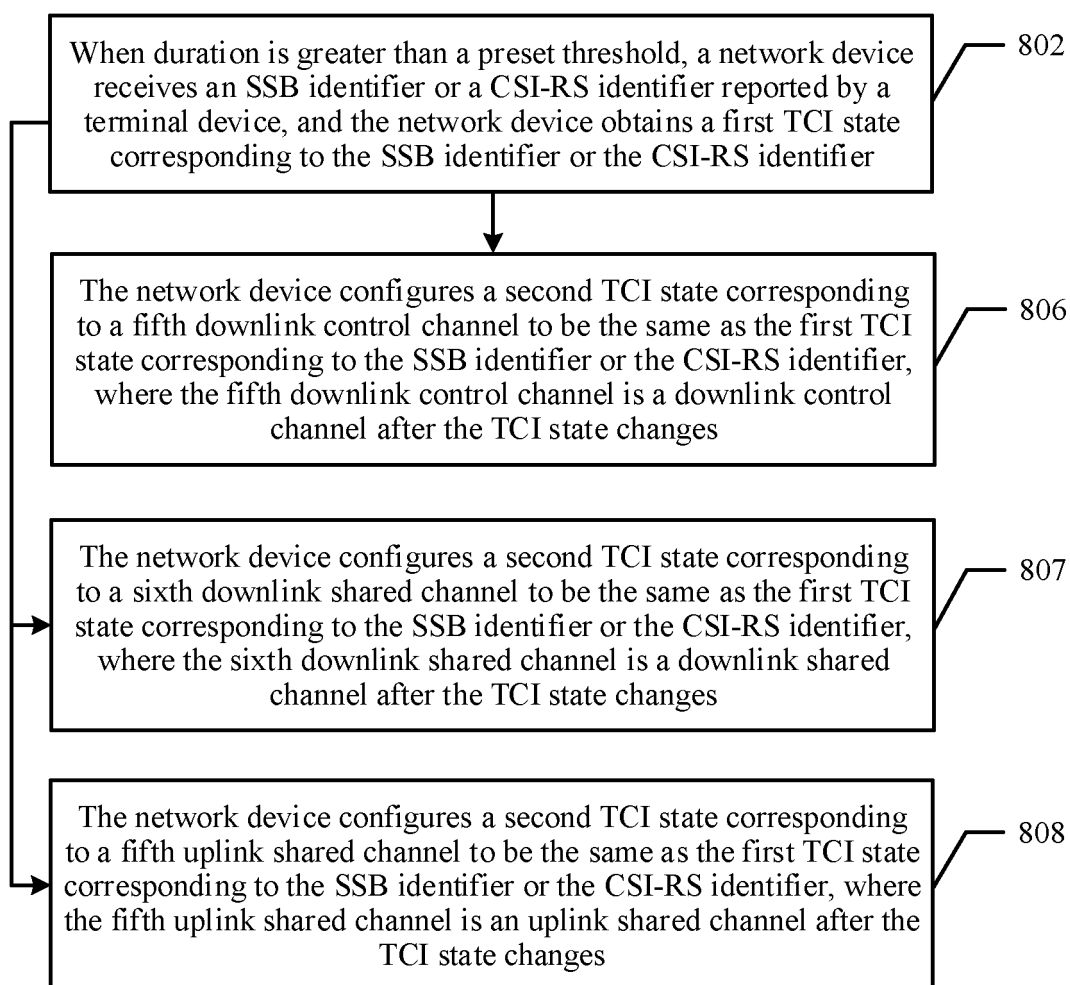 When duration is greater than a preset threshold, a network device
receives an SSB identifier or a CSI-RS identifier reported by a
terminal device, and the network device obtains a first TCI state
corresponding to the SSB identifier or the CSI-RS identifier
802
The network device configures a second TCI state corresponding
to a fifth downlink control channel to be the same as the first TCI
state corresponding to the SSB identifier or the CSI-RS identifier,
where the fifth downlink control channel is a downlink control
channel after the TCI state changes
806
The network device configures a second TCI state corresponding
to a sixth downlink shared channel to be the same as the first TCI
state corresponding to the SSB identifier or the CSI-RS identifier,
where the sixth downlink shared channel is a downlink shared
channel after the TCI state changes
807
The network device configures a second TCI state corresponding
to a fifth uplink shared channel to be the same as the first TCI state
corresponding to the SSB identifier or the CSI-RS identifier, where
the fifth uplink shared channel is an uplink shared channel after the
TCI state changes
808